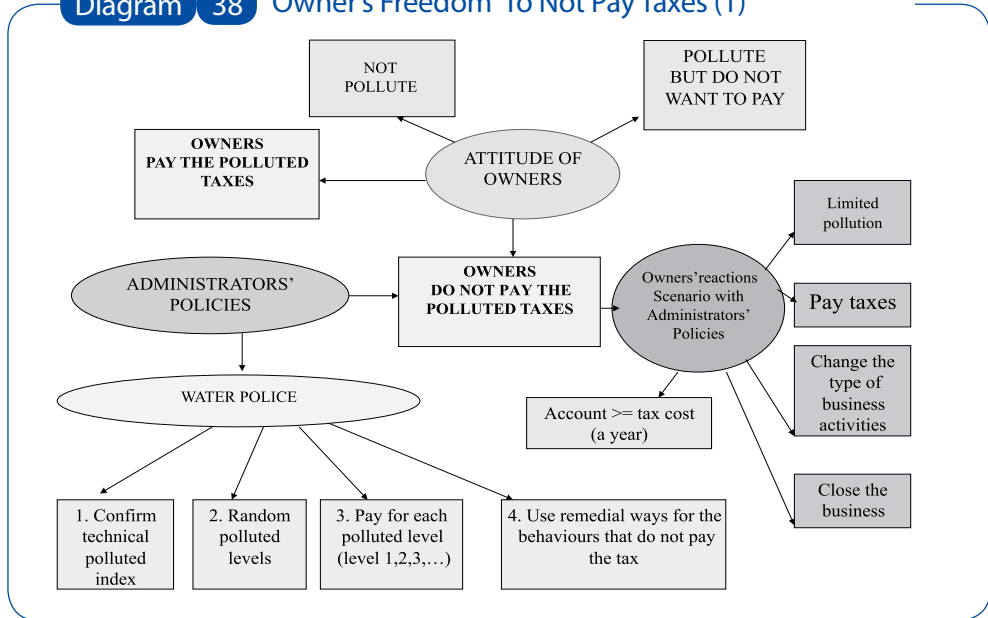 Diagram 38 Owner's Freedom To Not Pay Taxes (1)
NOT
POLLUTE
POLLUTE
BUT DO NOT
WANT TO PAY
OWNERS
PAY THE POLLUTED
TAXES
ATTITUDE OF
OWNERS
Limited
pollution
ADMINISTRATORS'
POLICIES
OWNERS
DO NOT PAY THE
POLLUTED TAXES
Owners'reactions
Scenario with
Administrators'
Policies
Pay taxes
Change the
type of
business
activities
WATER POLICE
Account >= tax cost
(a year)
Close the
business
1. Confirm
technical
polluted
index
2. Random
polluted
levels
3. Pay for each
polluted level
(level 1,2,3,…)
4. Use remedial ways for the
behaviours that do not pay
the tax